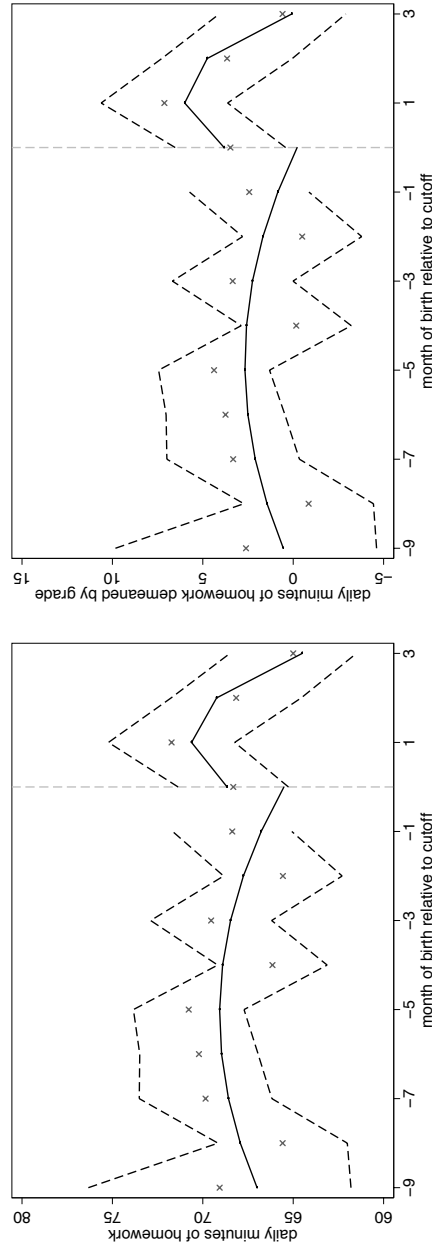 daily minutes of homework
80
75
70
65
60
-9 -7 -5 -3 -1 1 3
month of birth relative to cutoff
daily minutes of homework demeaned by grade
15
10
5
0
-5
-9 -7 -5 -3 -1 1 3
month of birth relative to cutoff